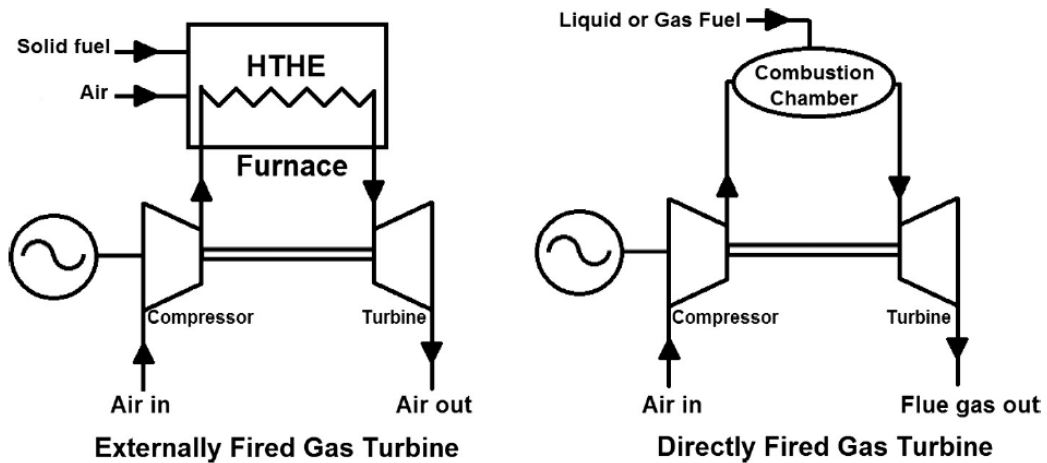 Solid fuel
Air
HTHE
Furnace
Compressor
Turbine
Air in
Air out
Externally Fired Gas Turbine
Liquid or Gas Fuel
Combustion
Chamber
Compressor
Turbine
Air in
Flue gas out
Directly Fired Gas Turbine